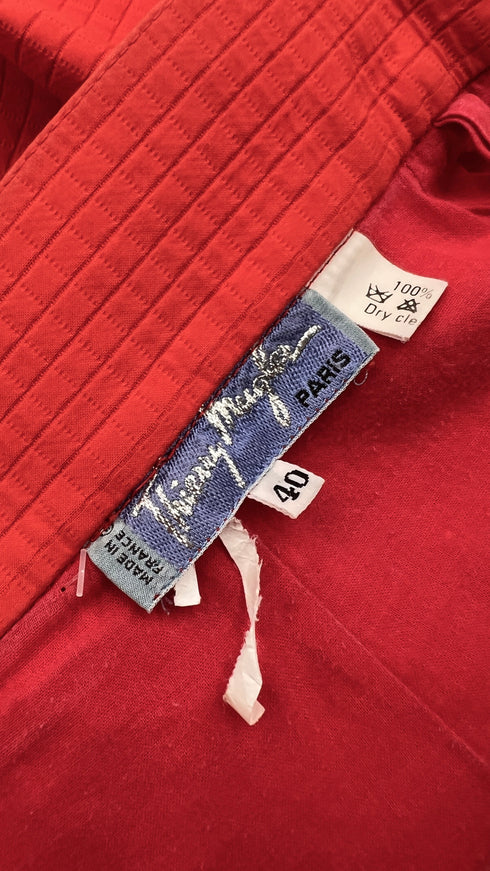 100%
Dry cle
Thierry Mugler
PARIS
40
MADE IN
FRANCE